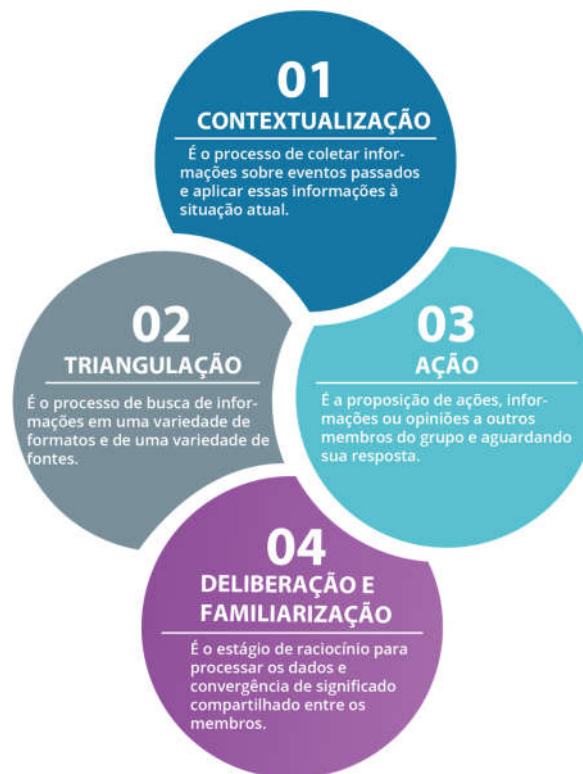 01
CONTEXTUALIZAÇÃO
É o processo de coletar infor-
mações sobre eventos passados
e aplicar essas informações à
situação atual.
02
TRIANGULAÇÃO
É o processo de busca de infor-
mações em uma variedade de
formatos e de uma variedade de
fontes.
03
AÇÃO
É a proposição de ações, infor-
mações ou opiniões a outros
membros do grupo e aguardando
sua resposta.
04
DELIBERAÇÃO E
FAMILIARIZAÇÃO
É o estágio de raciocínio para
processar os dados e
convergência de significado
compartilhado entre os
membros.